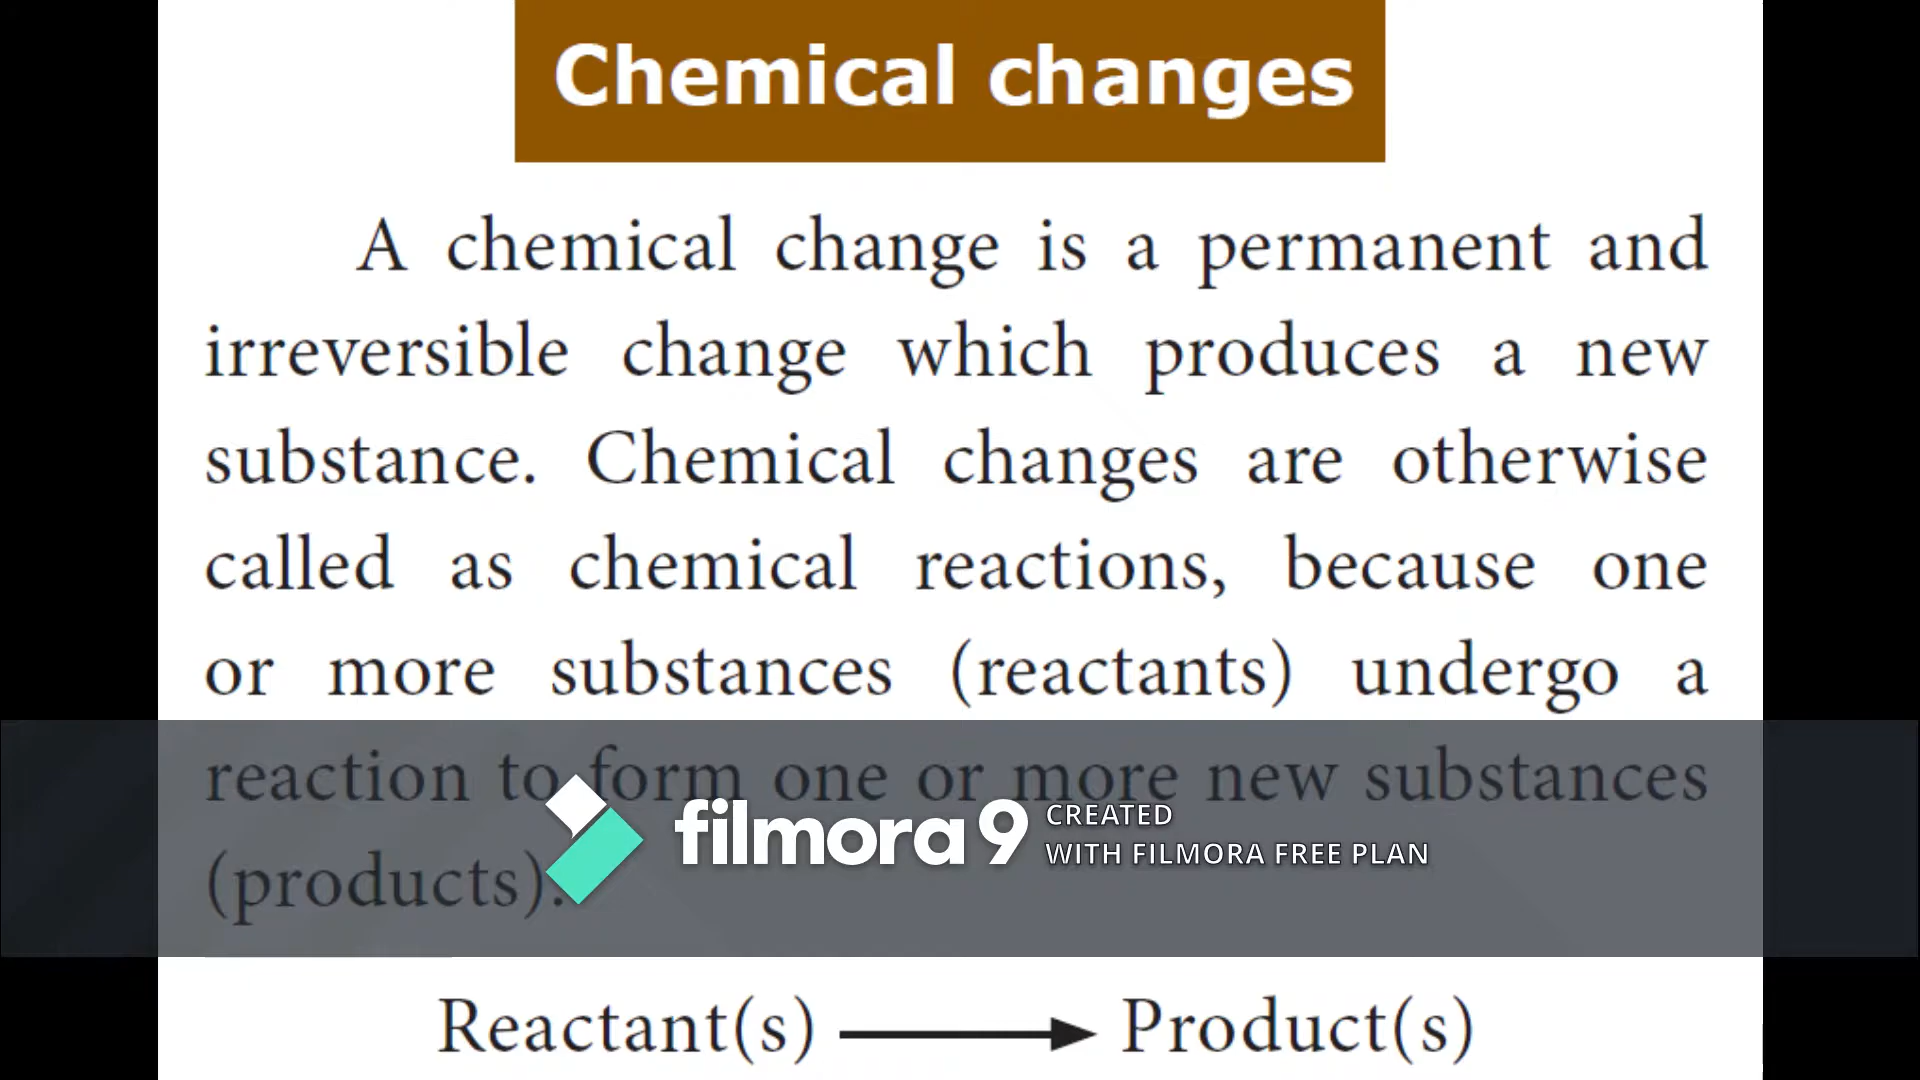 Chemical changes
A chemical change is a permanent and
irreversible change which produces a new
substance. Chemical changes are otherwise
called as chemical reactions, because one
or more substances (reactants) undergo a
reaction to form one or more new substances
(products).
filmora 9 CREATED
WITH FILMORA FREE PLAN
Reactant(s) ⟶ Product(s)